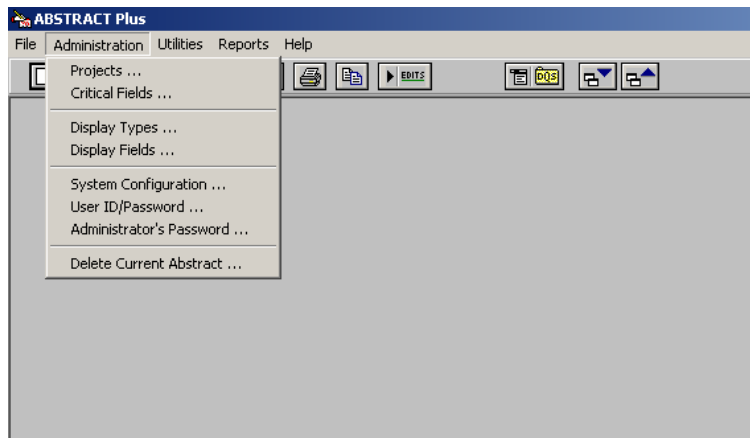 ABSTRACT Plus
File Administration Utilities Reports Help
EDITS DQS
Projects ...
Critical Fields ...
Display Types ...
Display Fields ...
System Configuration ...
User ID/Password ...
Administrator's Password ...
Delete Current Abstract ...